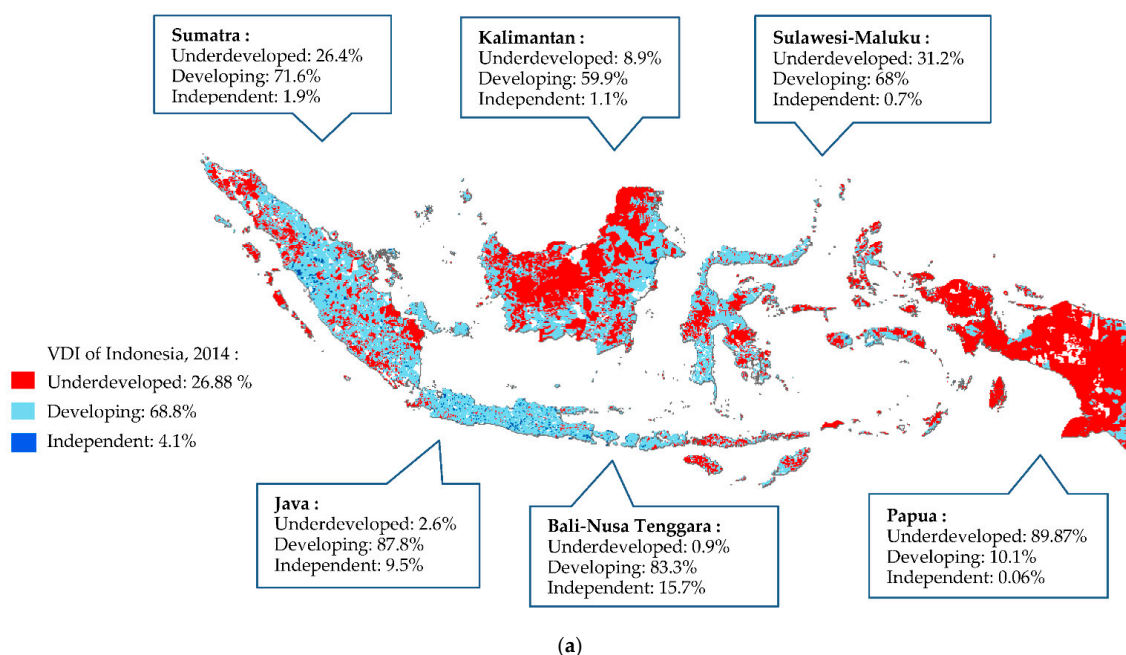 Sumatra :
Underdeveloped: 26.4%
Developing: 71.6%
Independent: 1.9%
Kalimantan :
Underdeveloped: 8.9%
Developing: 59.9%
Independent: 1.1%
Sulawesi-Maluku :
Underdeveloped: 31.2%
Developing: 68%
Independent: 0.7%
VDI of Indonesia, 2014 :
Underdeveloped: 26.88 %
Developing: 68.8%
Independent: 4.1%
Java :
Underdeveloped: 2.6%
Developing: 87.8%
Independent: 9.5%
Bali-Nusa Tenggara :
Underdeveloped: 0.9%
Developing: 83.3%
Independent: 15.7%
Papua :
Underdeveloped: 89.87%
Developing: 10.1%
Independent: 0.06%
(a)